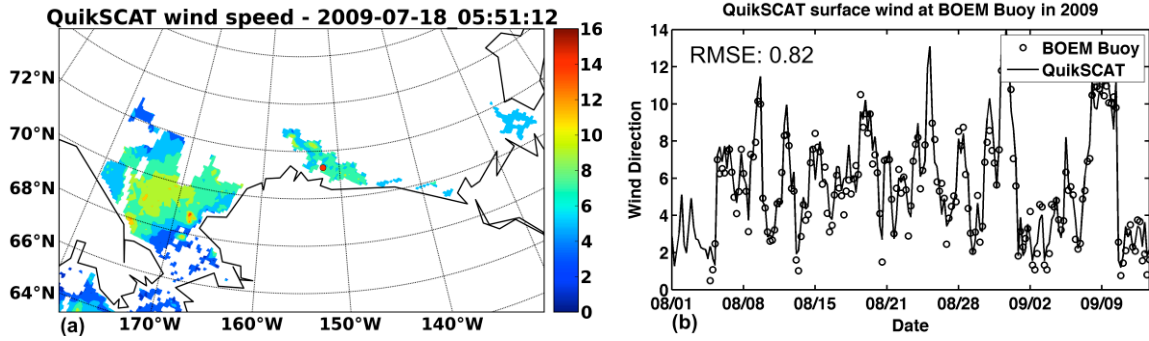 QuikSCAT wind speed - 2009-07-18_05:51:12
72°N
70°N
68°N
66°N
64°N
170°W 160°W 150°W 140°W
16
14
12
10
8
6
4
2
0
(a)
QuikSCAT surface wind at BOEM Buoy in 2009
RMSE: 0.82
BOEM Buoy
QuikSCAT
Wind Direction
14
12
10
8
6
4
2
0
08/01 08/08 08/15 08/21 08/28 09/02 09/09
Date
(b)